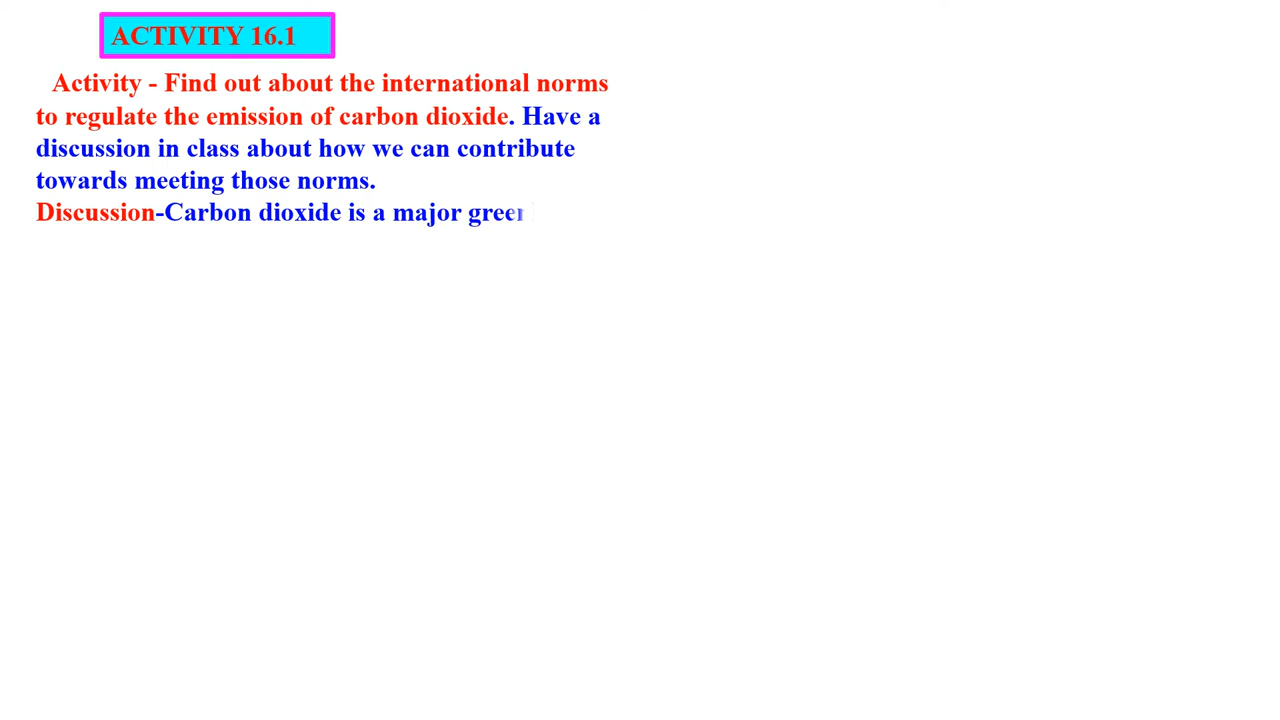 ACTIVITY 16.1
Activity - Find out about the international norms
to regulate the emission of carbon dioxide. Have a
discussion in class about how we can contribute
towards meeting those norms.
Discussion-Carbon dioxide is a major green